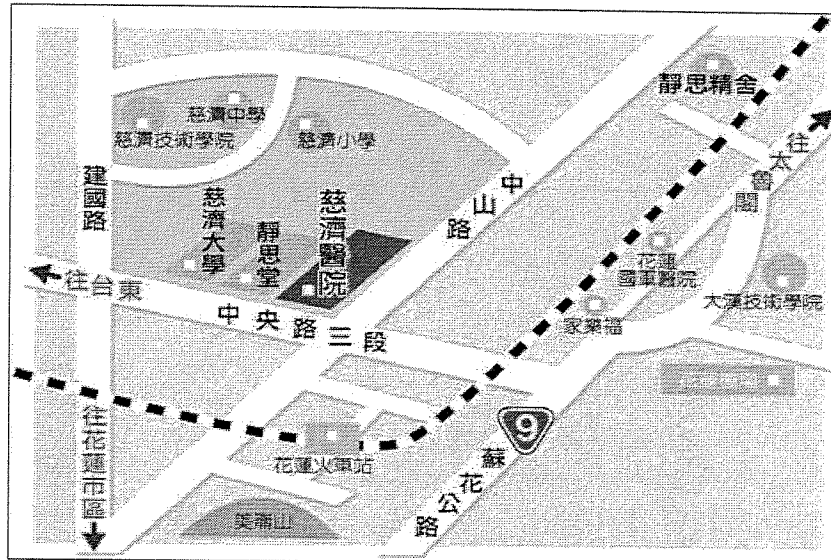 靜思精舍
慈濟中學
慈濟技術學院
慈濟小學
往太魯閣
建國路
中山路
慈濟大學
靜思堂
慈濟醫院
花蓮
國軍醫院
大漢技術學院
往台東
家樂福
中央路三段
9
往花蓮市區
花蓮火車站
蘇花公路
美崙山